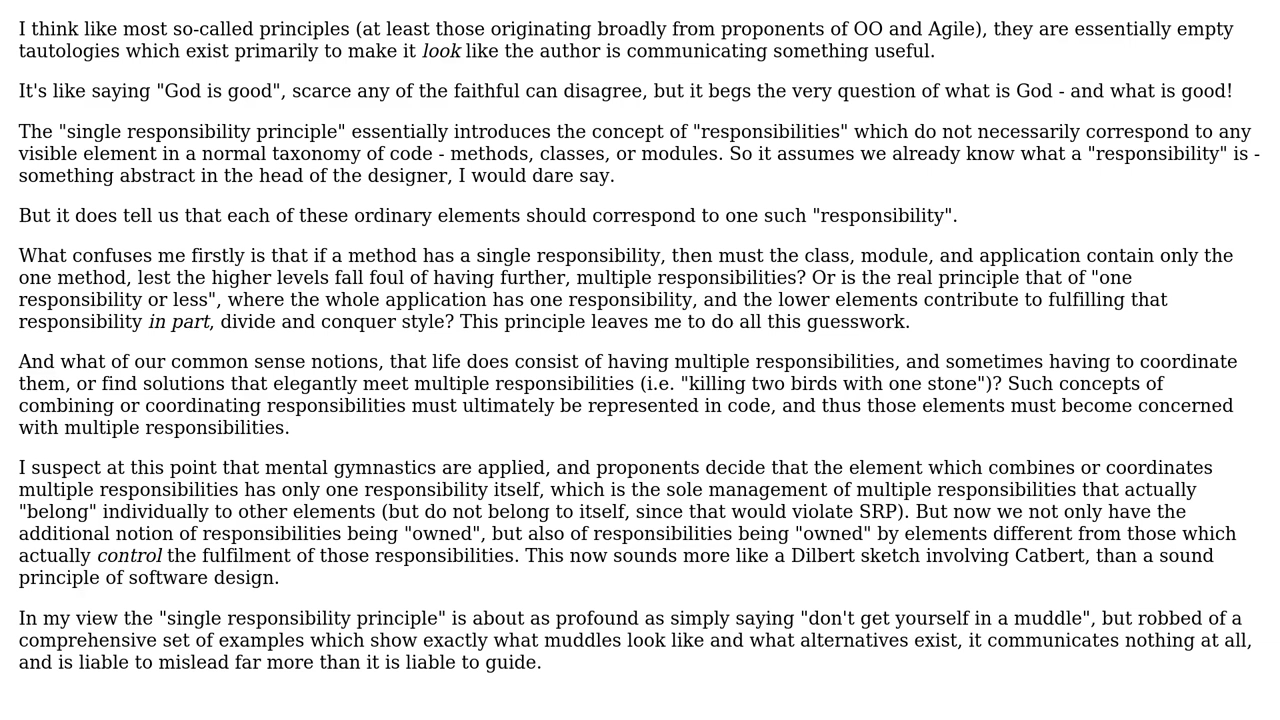 I think like most so-called principles (at least those originating broadly from proponents of OO and Agile), they are essentially empty
tautologies which exist primarily to make it look like the author is communicating something useful.
It's like saying "God is good", scarce any of the faithful can disagree, but it begs the very question of what is God - and what is good!
The "single responsibility principle" essentially introduces the concept of "responsibilities" which do not necessarily correspond to any
visible element in a normal taxonomy of code - methods, classes, or modules. So it assumes we already know what a "responsibility" is -
something abstract in the head of the designer, I would dare say.
But it does tell us that each of these ordinary elements should correspond to one such "responsibility".
What confuses me firstly is that if a method has a single responsibility, then must the class, module, and application contain only the
one method, lest the higher levels fall foul of having further, multiple responsibilities? Or is the real principle that of "one
responsibility or less", where the whole application has one responsibility, and the lower elements contribute to fulfilling that
responsibility in part, divide and conquer style? This principle leaves me to do all this guesswork.
And what of our common sense notions, that life does consist of having multiple responsibilities, and sometimes having to coordinate
them, or find solutions that elegantly meet multiple responsibilities (i.e. "killing two birds with one stone")? Such concepts of
combining or coordinating responsibilities must ultimately be represented in code, and thus those elements must become concerned
with multiple responsibilities.
I suspect at this point that mental gymnastics are applied, and proponents decide that the element which combines or coordinates
multiple responsibilities has only one responsibility itself, which is the sole management of multiple responsibilities that actually
"belong" individually to other elements (but do not belong to itself, since that would violate SRP). But now we not only have the
additional notion of responsibilities being "owned", but also of responsibilities being "owned" by elements different from those which
actually control the fulfilment of those responsibilities. This now sounds more like a Dilbert sketch involving Catbert, than a sound
principle of software design.
In my view the "single responsibility principle" is about as profound as simply saying "don't get yourself in a muddle", but robbed of a
comprehensive set of examples which show exactly what muddles look like and what alternatives exist, it communicates nothing at all,
and is liable to mislead far more than it is liable to guide.